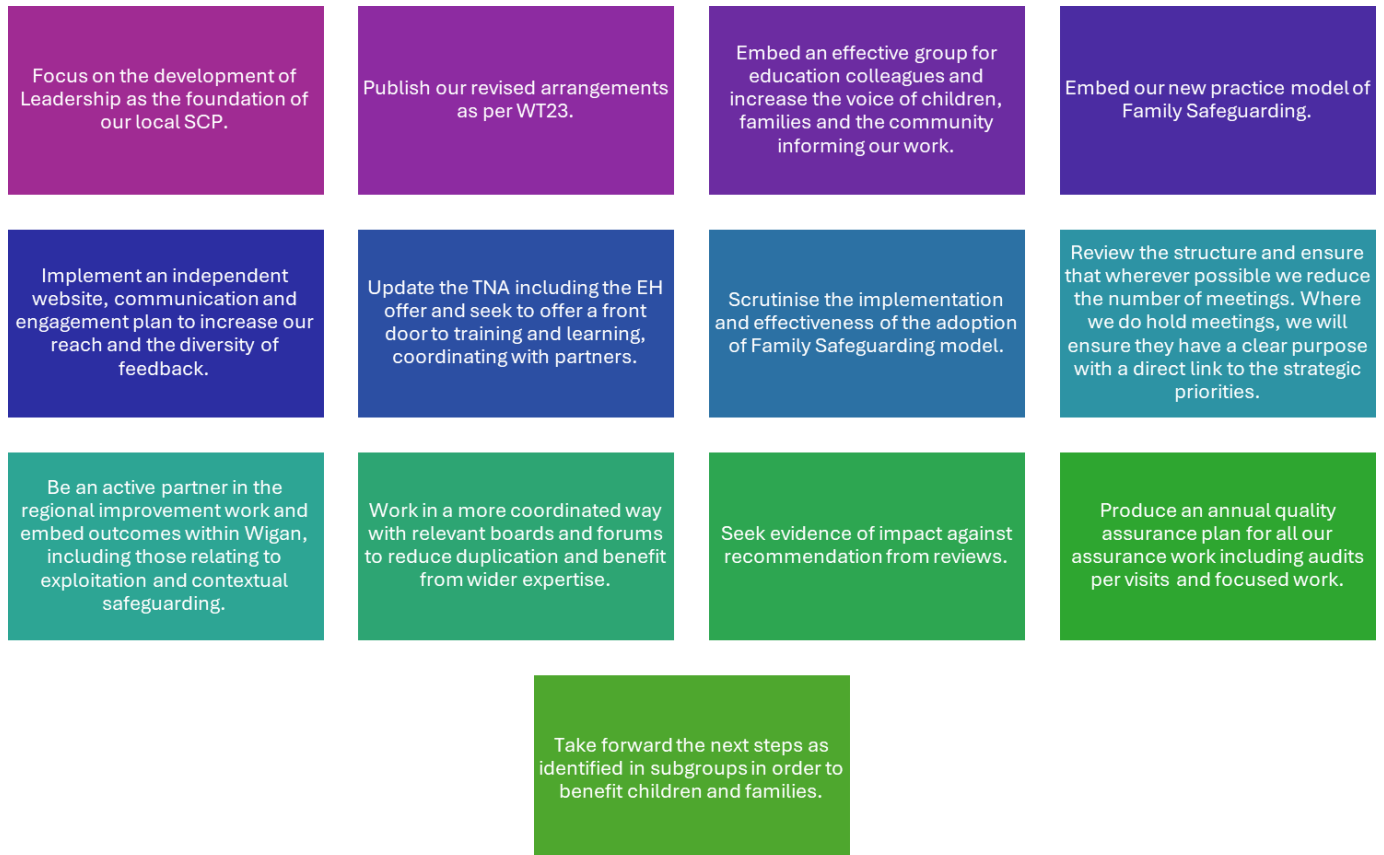 Focus on the development of
Leadership as the foundation of
our local SCP.
Publish our revised arrangements
as per WT23.
Embed an effective group for
education colleagues and
increase the voice of children,
families and the community
informing our work.
Embed our new practice model of
Family Safeguarding.
Implement an independent
website, communication and
engagement plan to increase our
reach and the diversity of
feedback.
Update the TNA including the EH
offer and seek to offer a front
door to training and learning,
coordinating with partners.
Scrutinise the implementation
and effectiveness of the adoption
of Family Safeguarding model.
Review the structure and ensure
that wherever possible we reduce
the number of meetings. Where
we do hold meetings, we will
ensure they have a clear purpose
with a direct link to the strategic
priorities.
Be an active partner in the
regional improvement work and
embed outcomes within Wigan,
including those relating to
exploitation and contextual
safeguarding.
Work in a more coordinated way
with relevant boards and forums
to reduce duplication and benefit
from wider expertise.
Seek evidence of impact against
recommendation from reviews.
Produce an annual quality
assurance plan for all our
assurance work including audits
per visits and focused work.
Take forward the next steps as
identified in subgroups in order to
benefit children and families.